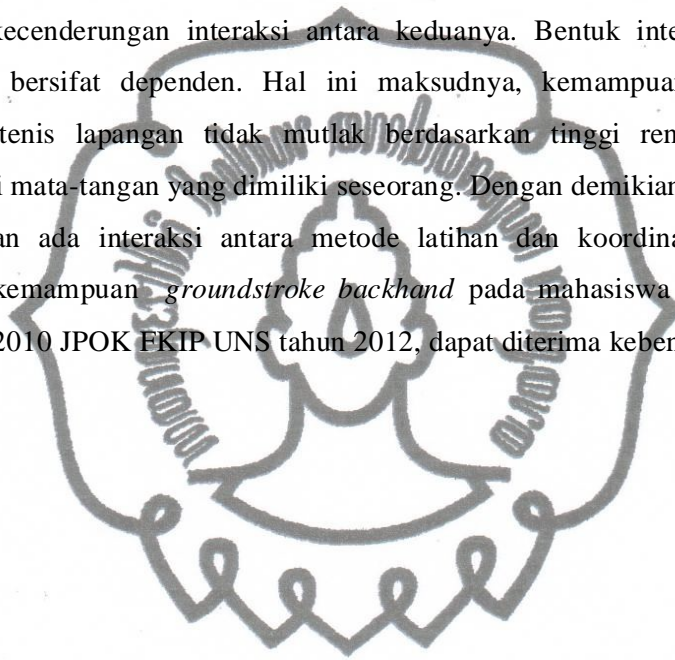 kecenderungan interaksi antara keduanya. Bentuk inte
bersifat dependen. Hal ini maksudnya, kemampua
tenis lapangan tidak mutlak berdasarkan tinggi ren
i mata-tangan yang dimiliki seseorang. Dengan demikian
an ada interaksi antara metode latihan dan koordina
kemampuan groundstroke backhand pada mahasiswa
2010 JPOK FKIP UNS tahun 2012, dapat diterima keben